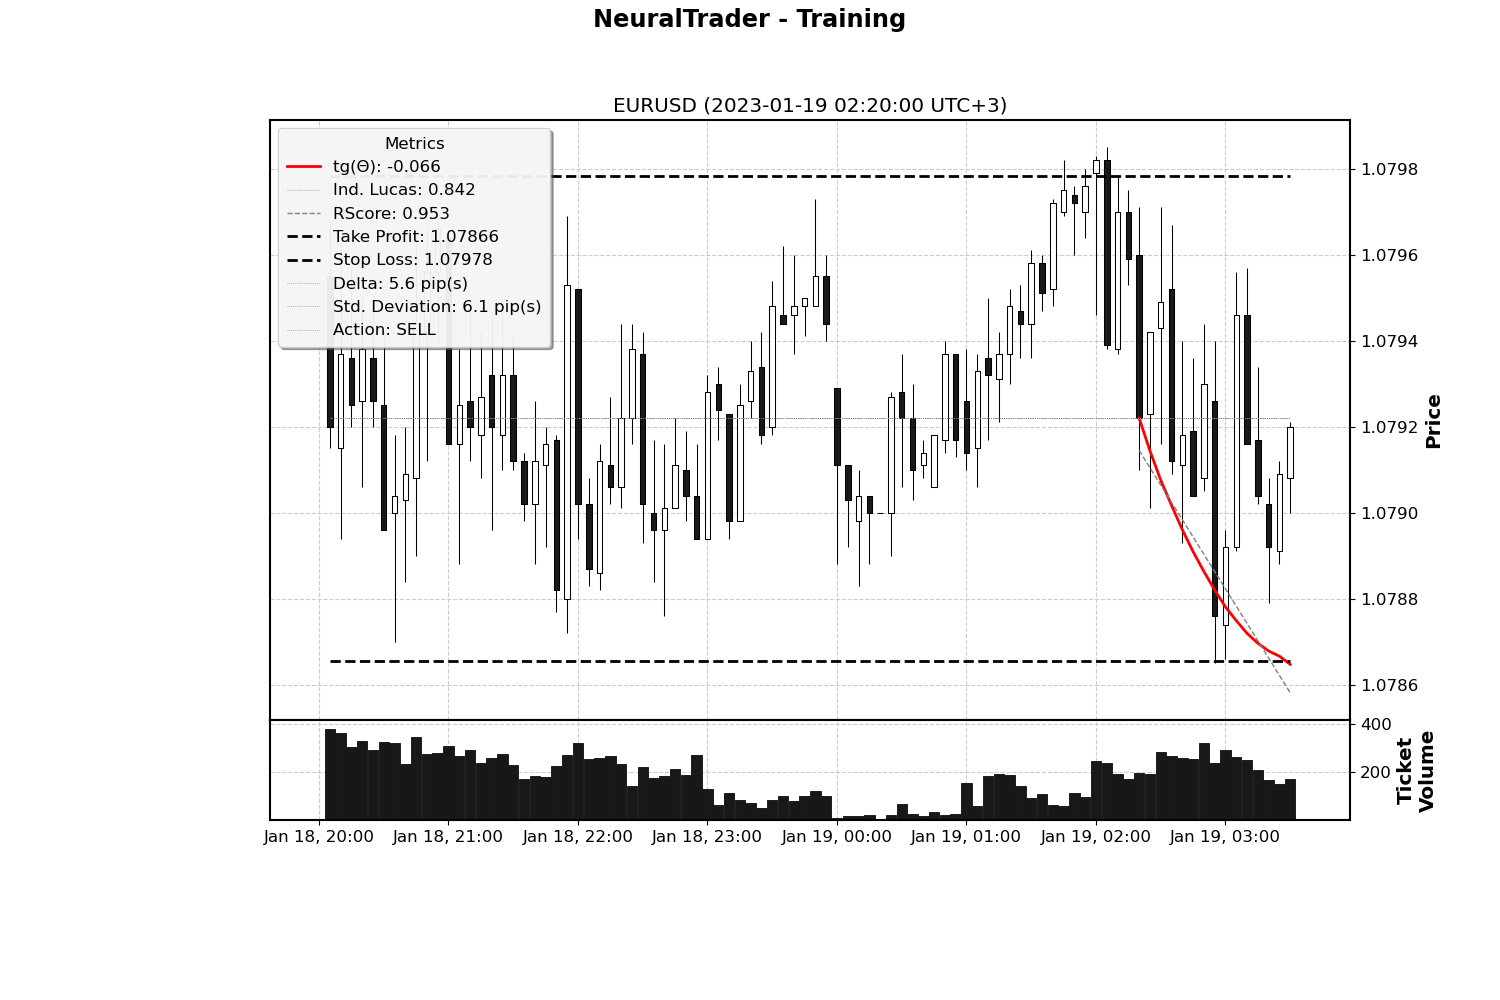 NeuralTrader - Training
EURUSD (2023-01-19 02:20:00 UTC+3)
Metrics
tg(Θ): -0.066
Ind. Lucas: 0.842
RScore: 0.953
Take Profit: 1.07866
Stop Loss: 1.07978
Delta: 5.6 pip(s)
Std. Deviation: 6.1 pip(s)
Action: SELL
1.0798
1.0796
1.0794
1.0792
1.0790
1.0788
1.0786
Price
400
200
Ticket
Volume
Jan 18, 20:00
Jan 18, 21:00
Jan 18, 22:00
Jan 18, 23:00
Jan 19, 00:00
Jan 19, 01:00
Jan 19, 02:00
Jan 19, 03:00